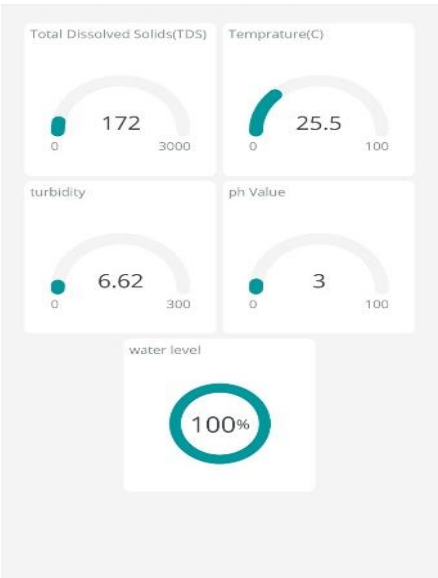 Total Dissolved Solids(TDS)
172
0 3000
Temprature(C)
25.5
0 100
turbidity
6.62
0 300
ph Value
3
0 100
water level
100%